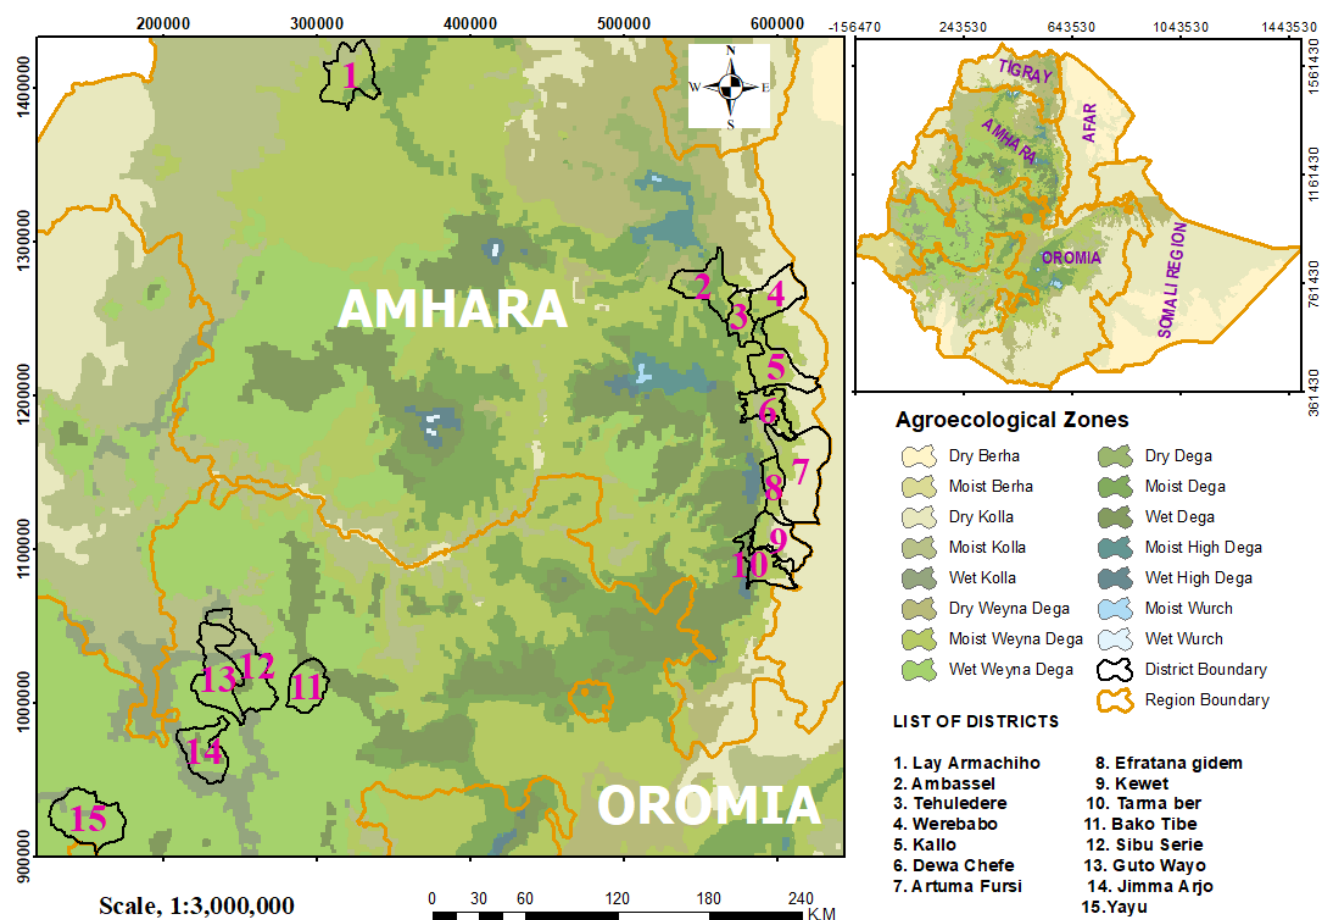 200000 300000 400000 500000 600000
-156470 243530 643530 1043530 1443530
1400000
1300000
1200000
1100000
1000000
900000
1561430
1161430
761430
361430
N
W E
S
1
2
3
4
5
6
7
8
9
10
11
12
13
14
15
AMHARA
OROMIA
TIGRAY
AFAR
AMHARA
OROMIA
SOMALI REGION
Agroecological Zones
Dry Berha
Moist Berha
Dry Kolla
Moist Kolla
Wet Kolla
Dry Weyna Dega
Moist Weyna Dega
Wet Weyna Dega
Dry Dega
Moist Dega
Wet Dega
Moist High Dega
Wet High Dega
Moist Wurch
Wet Wurch
District Boundary
Region Boundary
LIST OF DISTRICTS
1. Lay Armachiho
2. Ambassel
3. Tehuledere
4. Werebabo
5. Kallo
6. Dewa Chefe
7. Artuma Fursi
8. Efratana gidem
9. Kewet
10. Tarma ber
11. Bako Tibe
12. Sibu Serie
13. Guto Wayo
14. Jimma Arjo
15.Yayu
Scale, 1:3,000,000
0 30 60 120 180 240
K.M